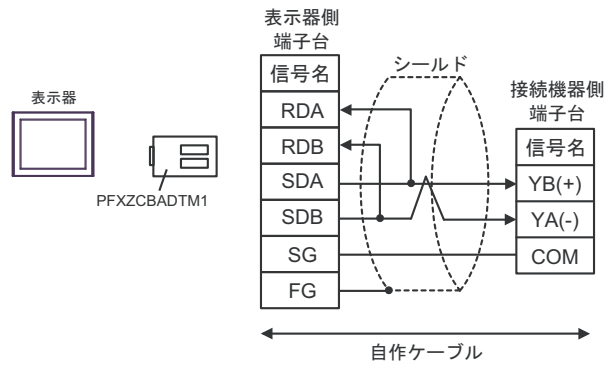 表示器
PFXZCBADTM1
表示器側
端子台
信号名
RDA
RDB
SDA
SDB
SG
FG
シールド
接続機器側
端子台
信号名
YB(+)
YA(-)
COM
自作ケーブル